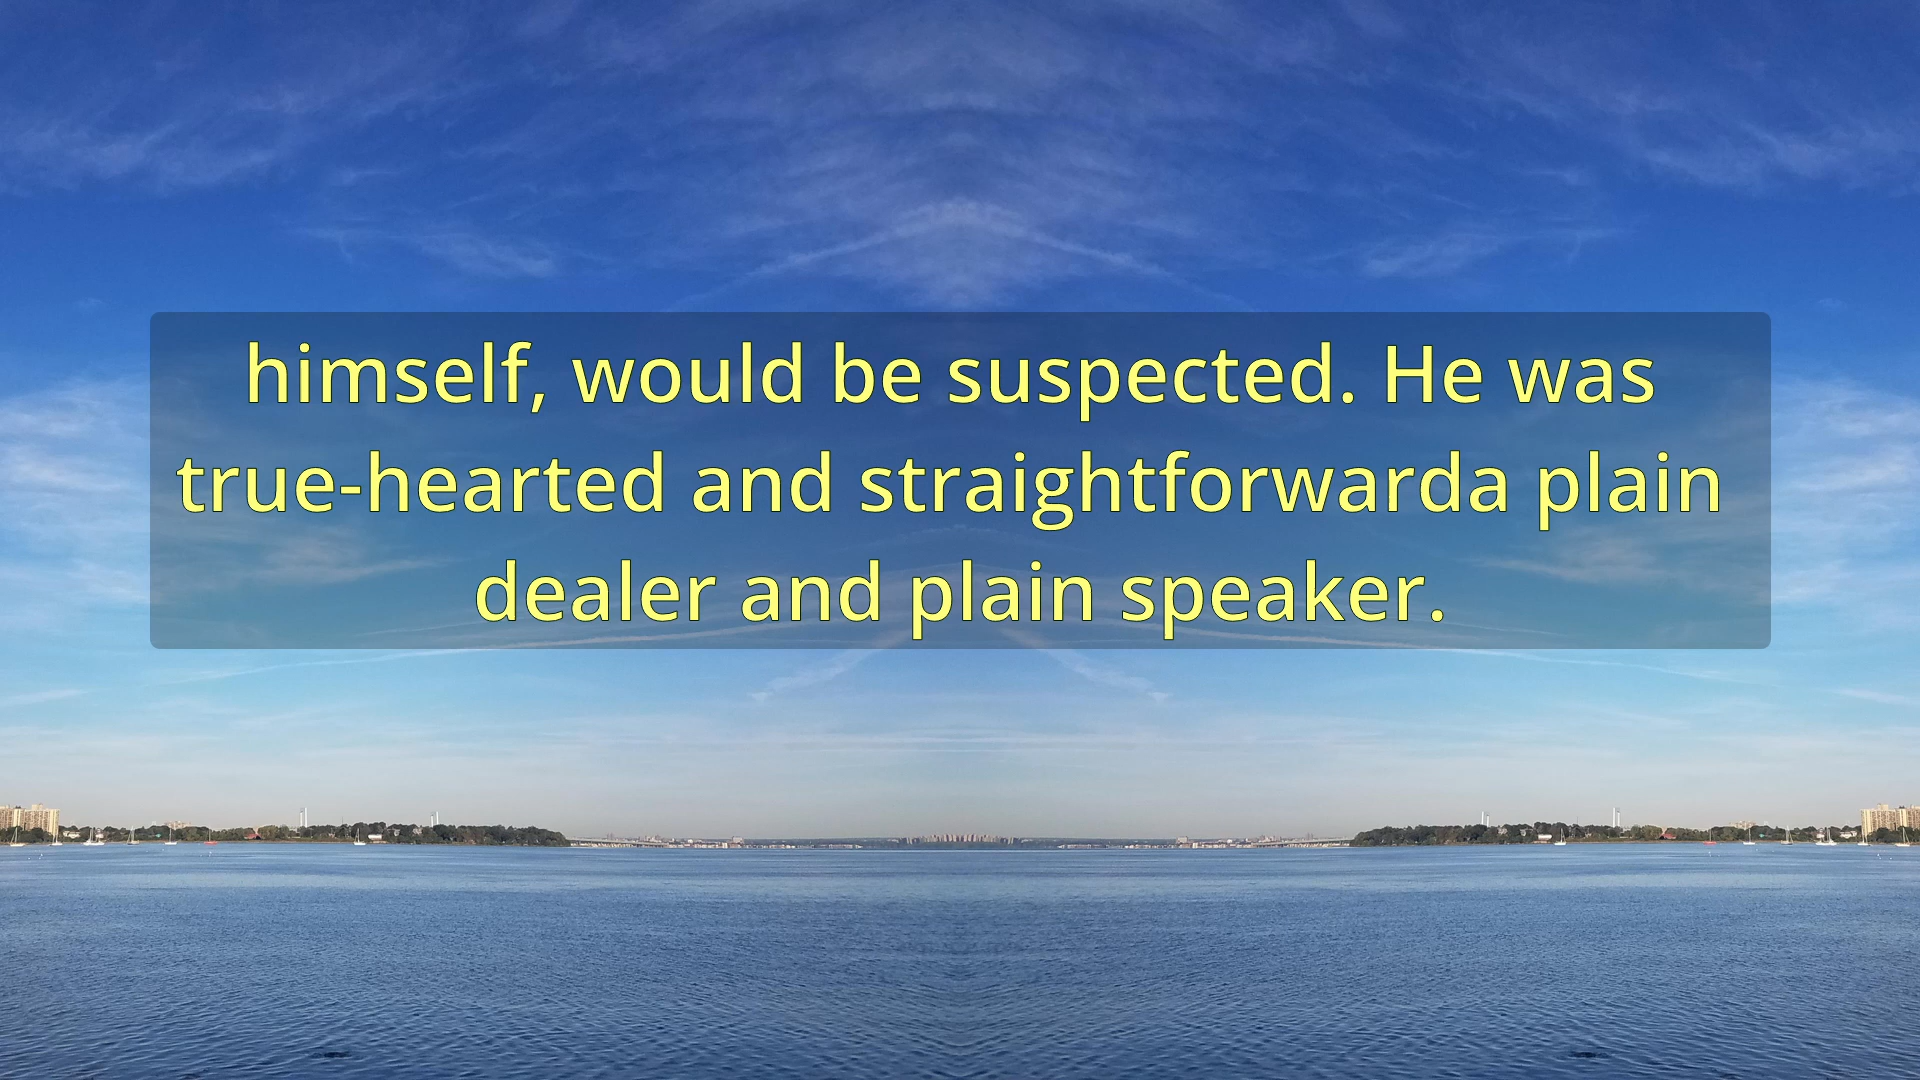 himself, would be suspected. He was
true-hearted and straightforwarda plain
dealer and plain speaker.